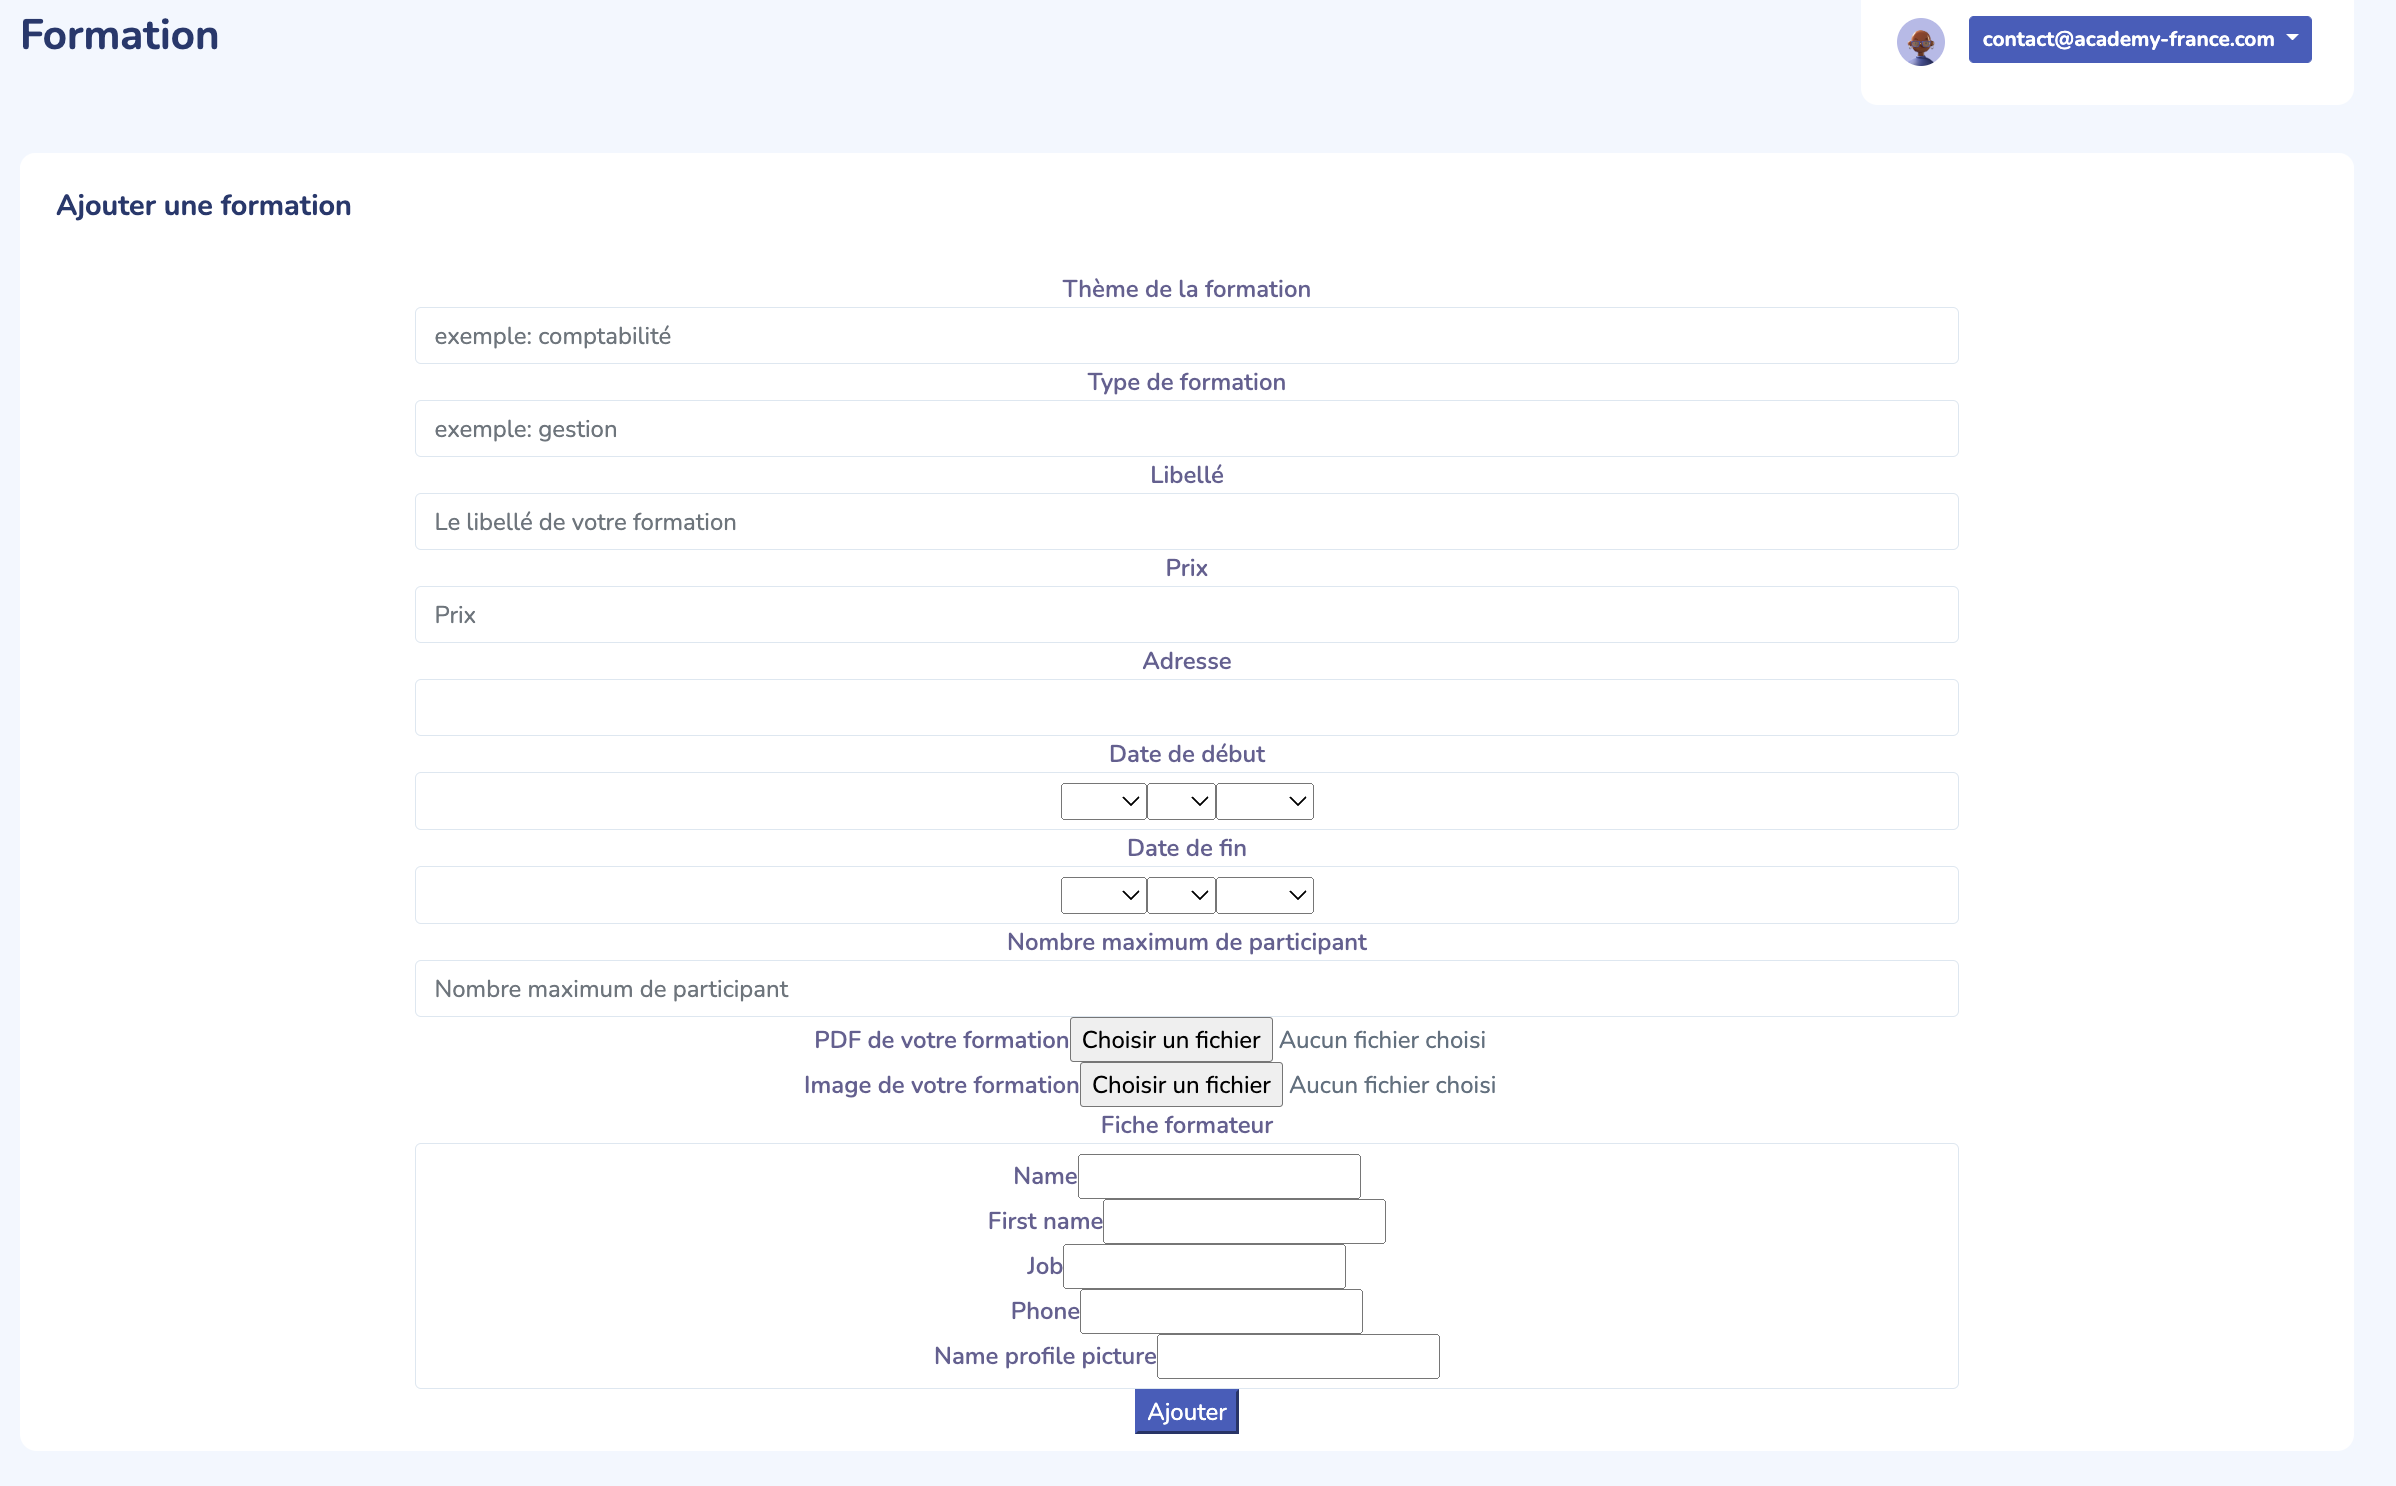 Formation
contact@academy-france.com
Ajouter une formation
Thème de la formation
exemple: comptabilité
Type de formation
exemple: gestion
Libellé
Le libellé de votre formation
Prix
Prix
Adresse
Date de début
Date de fin
Nombre maximum de participant
Nombre maximum de participant
PDF de votre formation Choisir un fichier Aucun fichier choisi
Image de votre formation Choisir un fichier Aucun fichier choisi
Fiche formateur
Name
First name
Job
Phone
Name profile picture
Ajouter